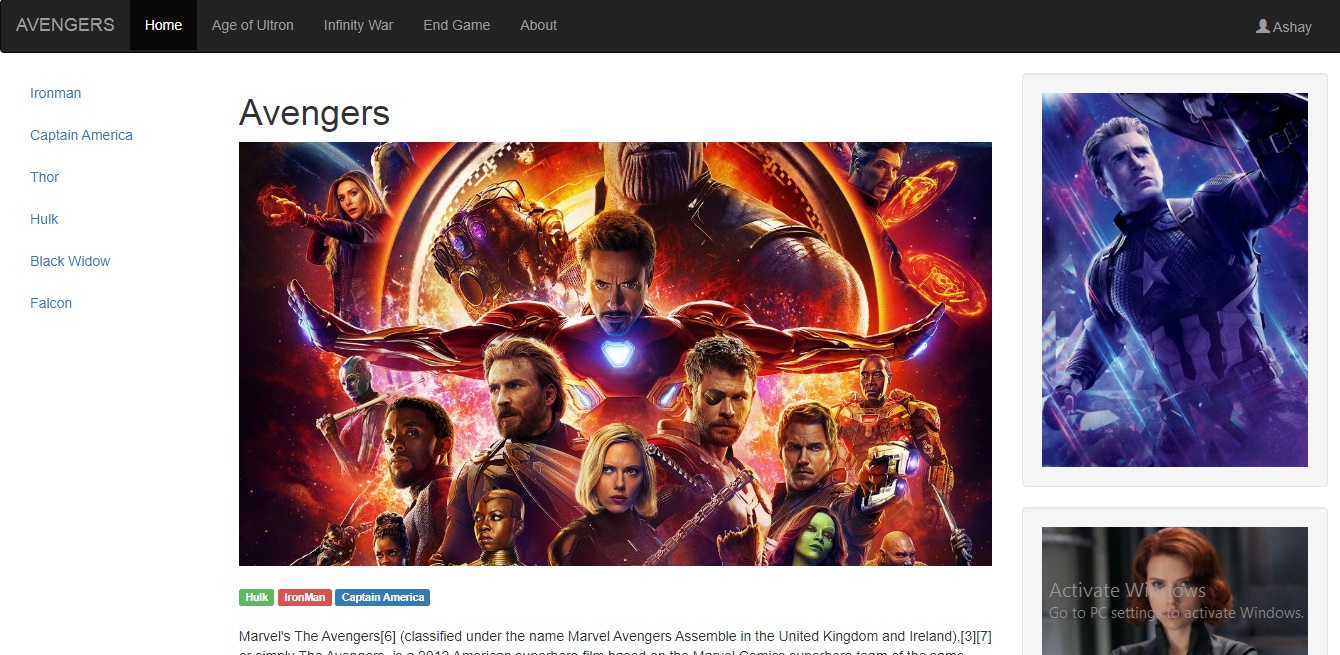 AVENGERS Home Age of Ultron Infinity War End Game About Ashay
Ironman
Captain America
Thor
Hulk
Black Widow
Falcon
Avengers
Hulk IronMan Captain America
Marvel's The Avengers[6] (classified under the name Marvel Avengers Assemble in the United Kingdom and Ireland),[3][7]
or simply The Avengers, is a 2012 American superhero film based on the Marvel Comics superhero team of the same
Activate Windows
Go to PC settings to activate Windows.